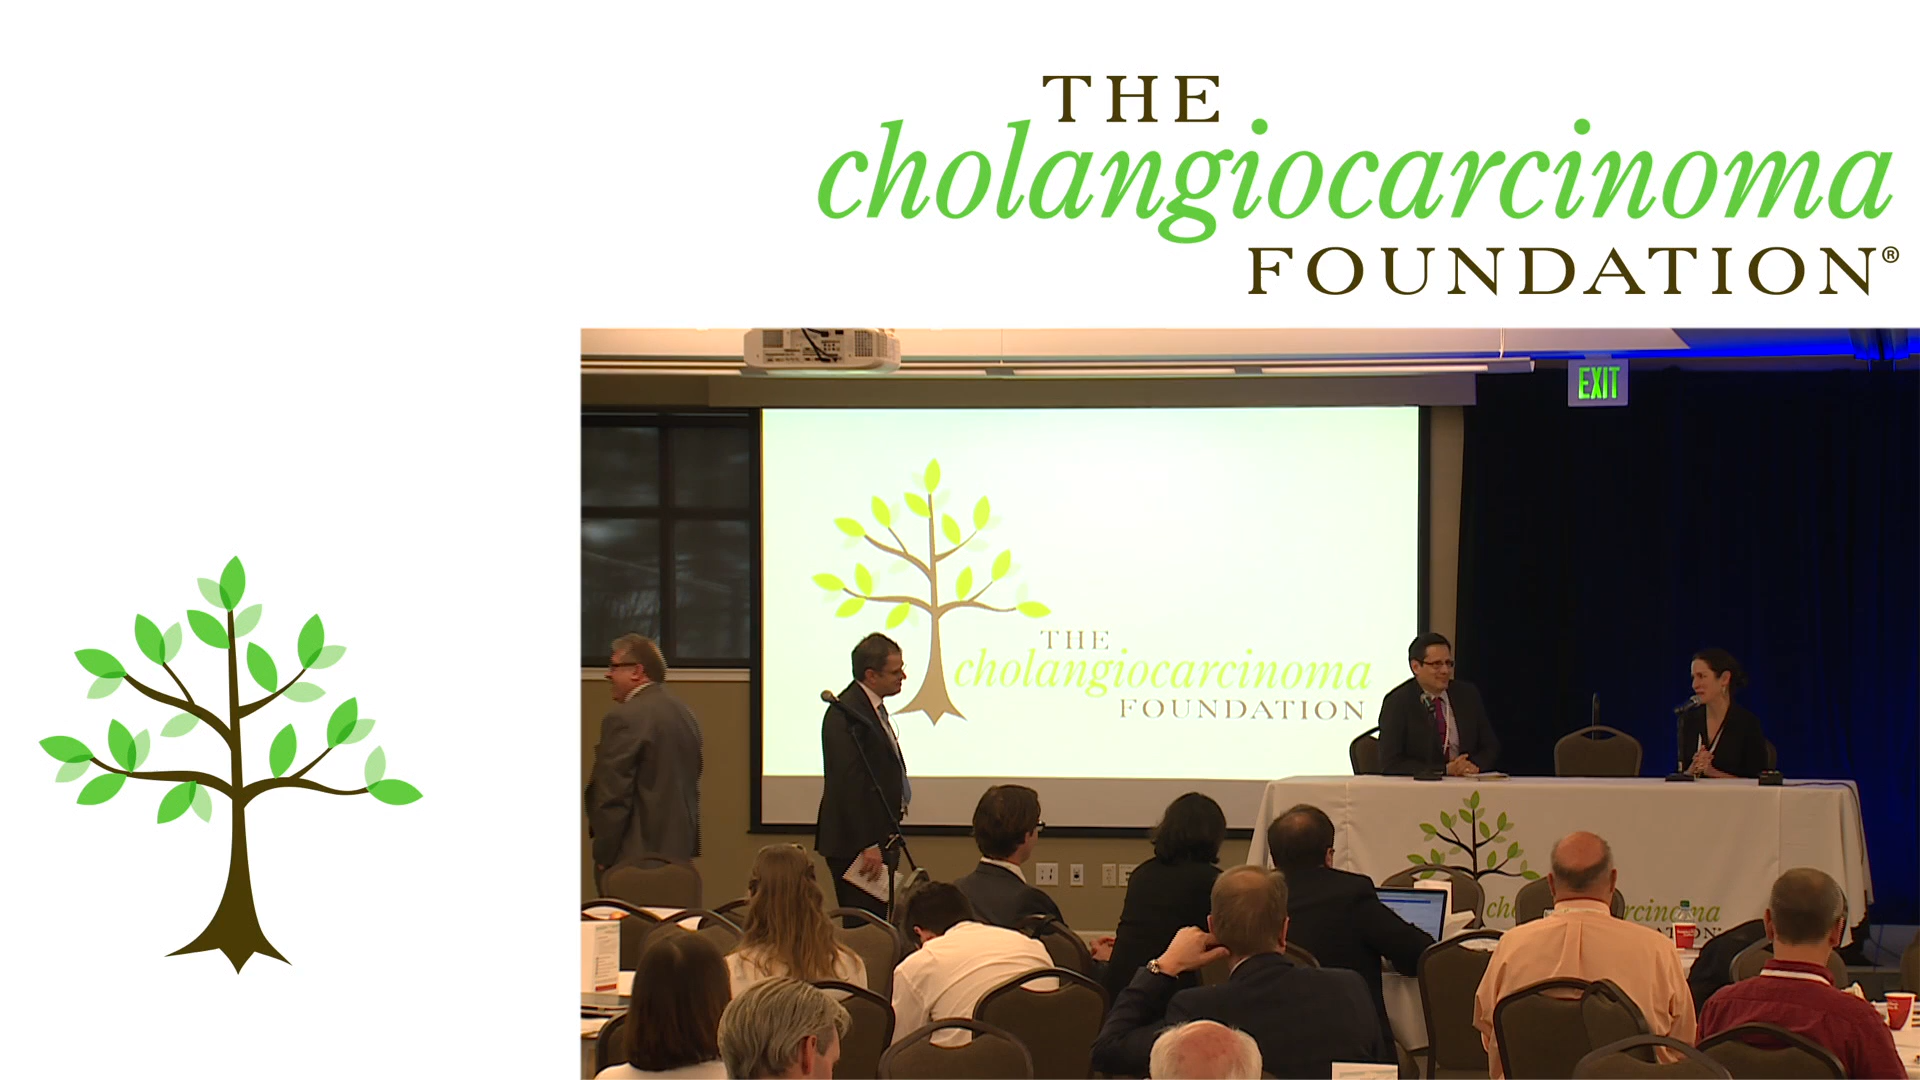 THE
cholangiocarcinoma
FOUNDATION®
EXIT
THE
cholangiocarcinoma
FOUNDATION